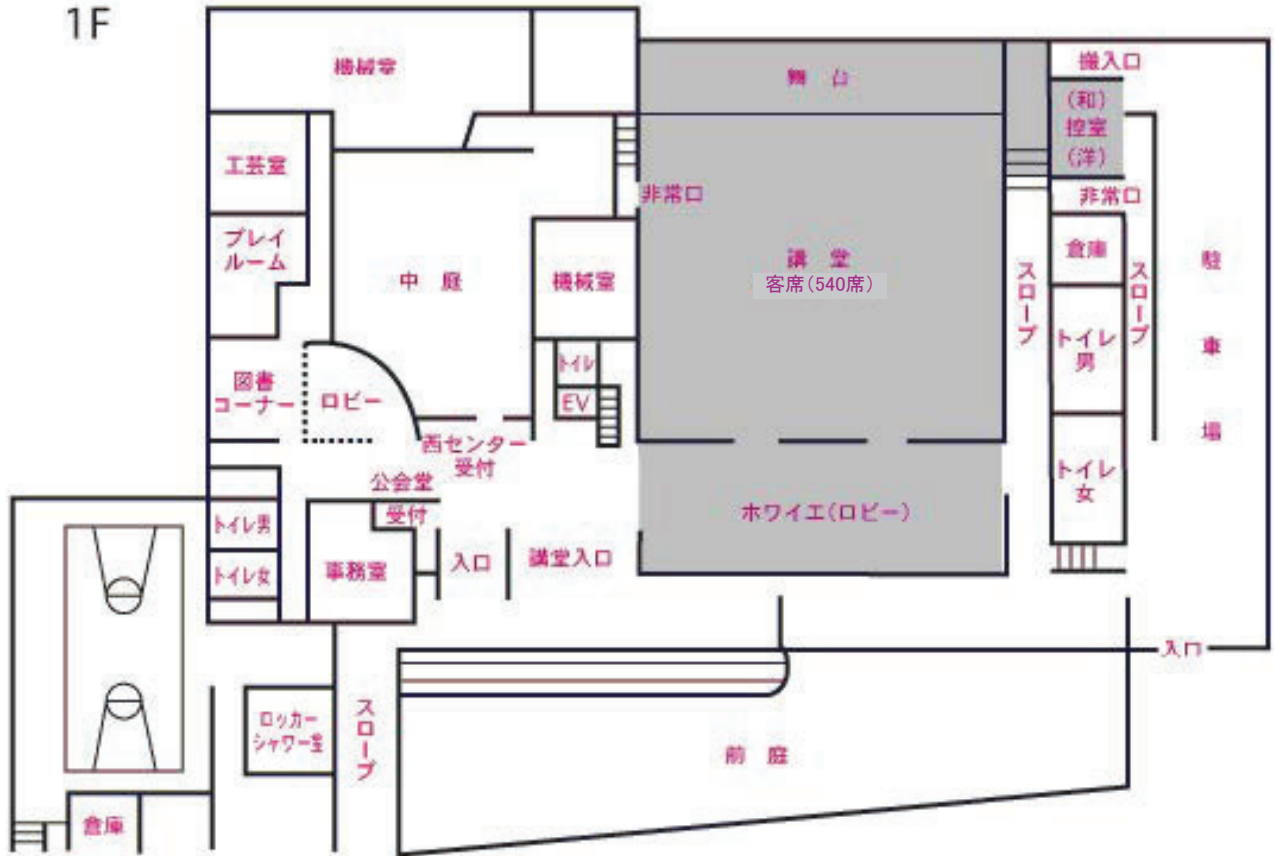 1F
機械室
舞台
搬入口
(和)
控室
(洋)
工芸室
非常口
非常口
プレイ
ルーム
中庭
機械室
講堂
客席(540席)
スロープ
倉庫
スロープ
駐車場
トイレ
EV
トイレ
男
図書
コーナー
ロビー
西センター
受付
公会堂
受付
トイレ
女
ホワイエ(ロビー)
トイレ男
トイレ女
事務室
入口
講堂入口
入口
ロッカー
シャワー室
スロープ
前庭
倉庫